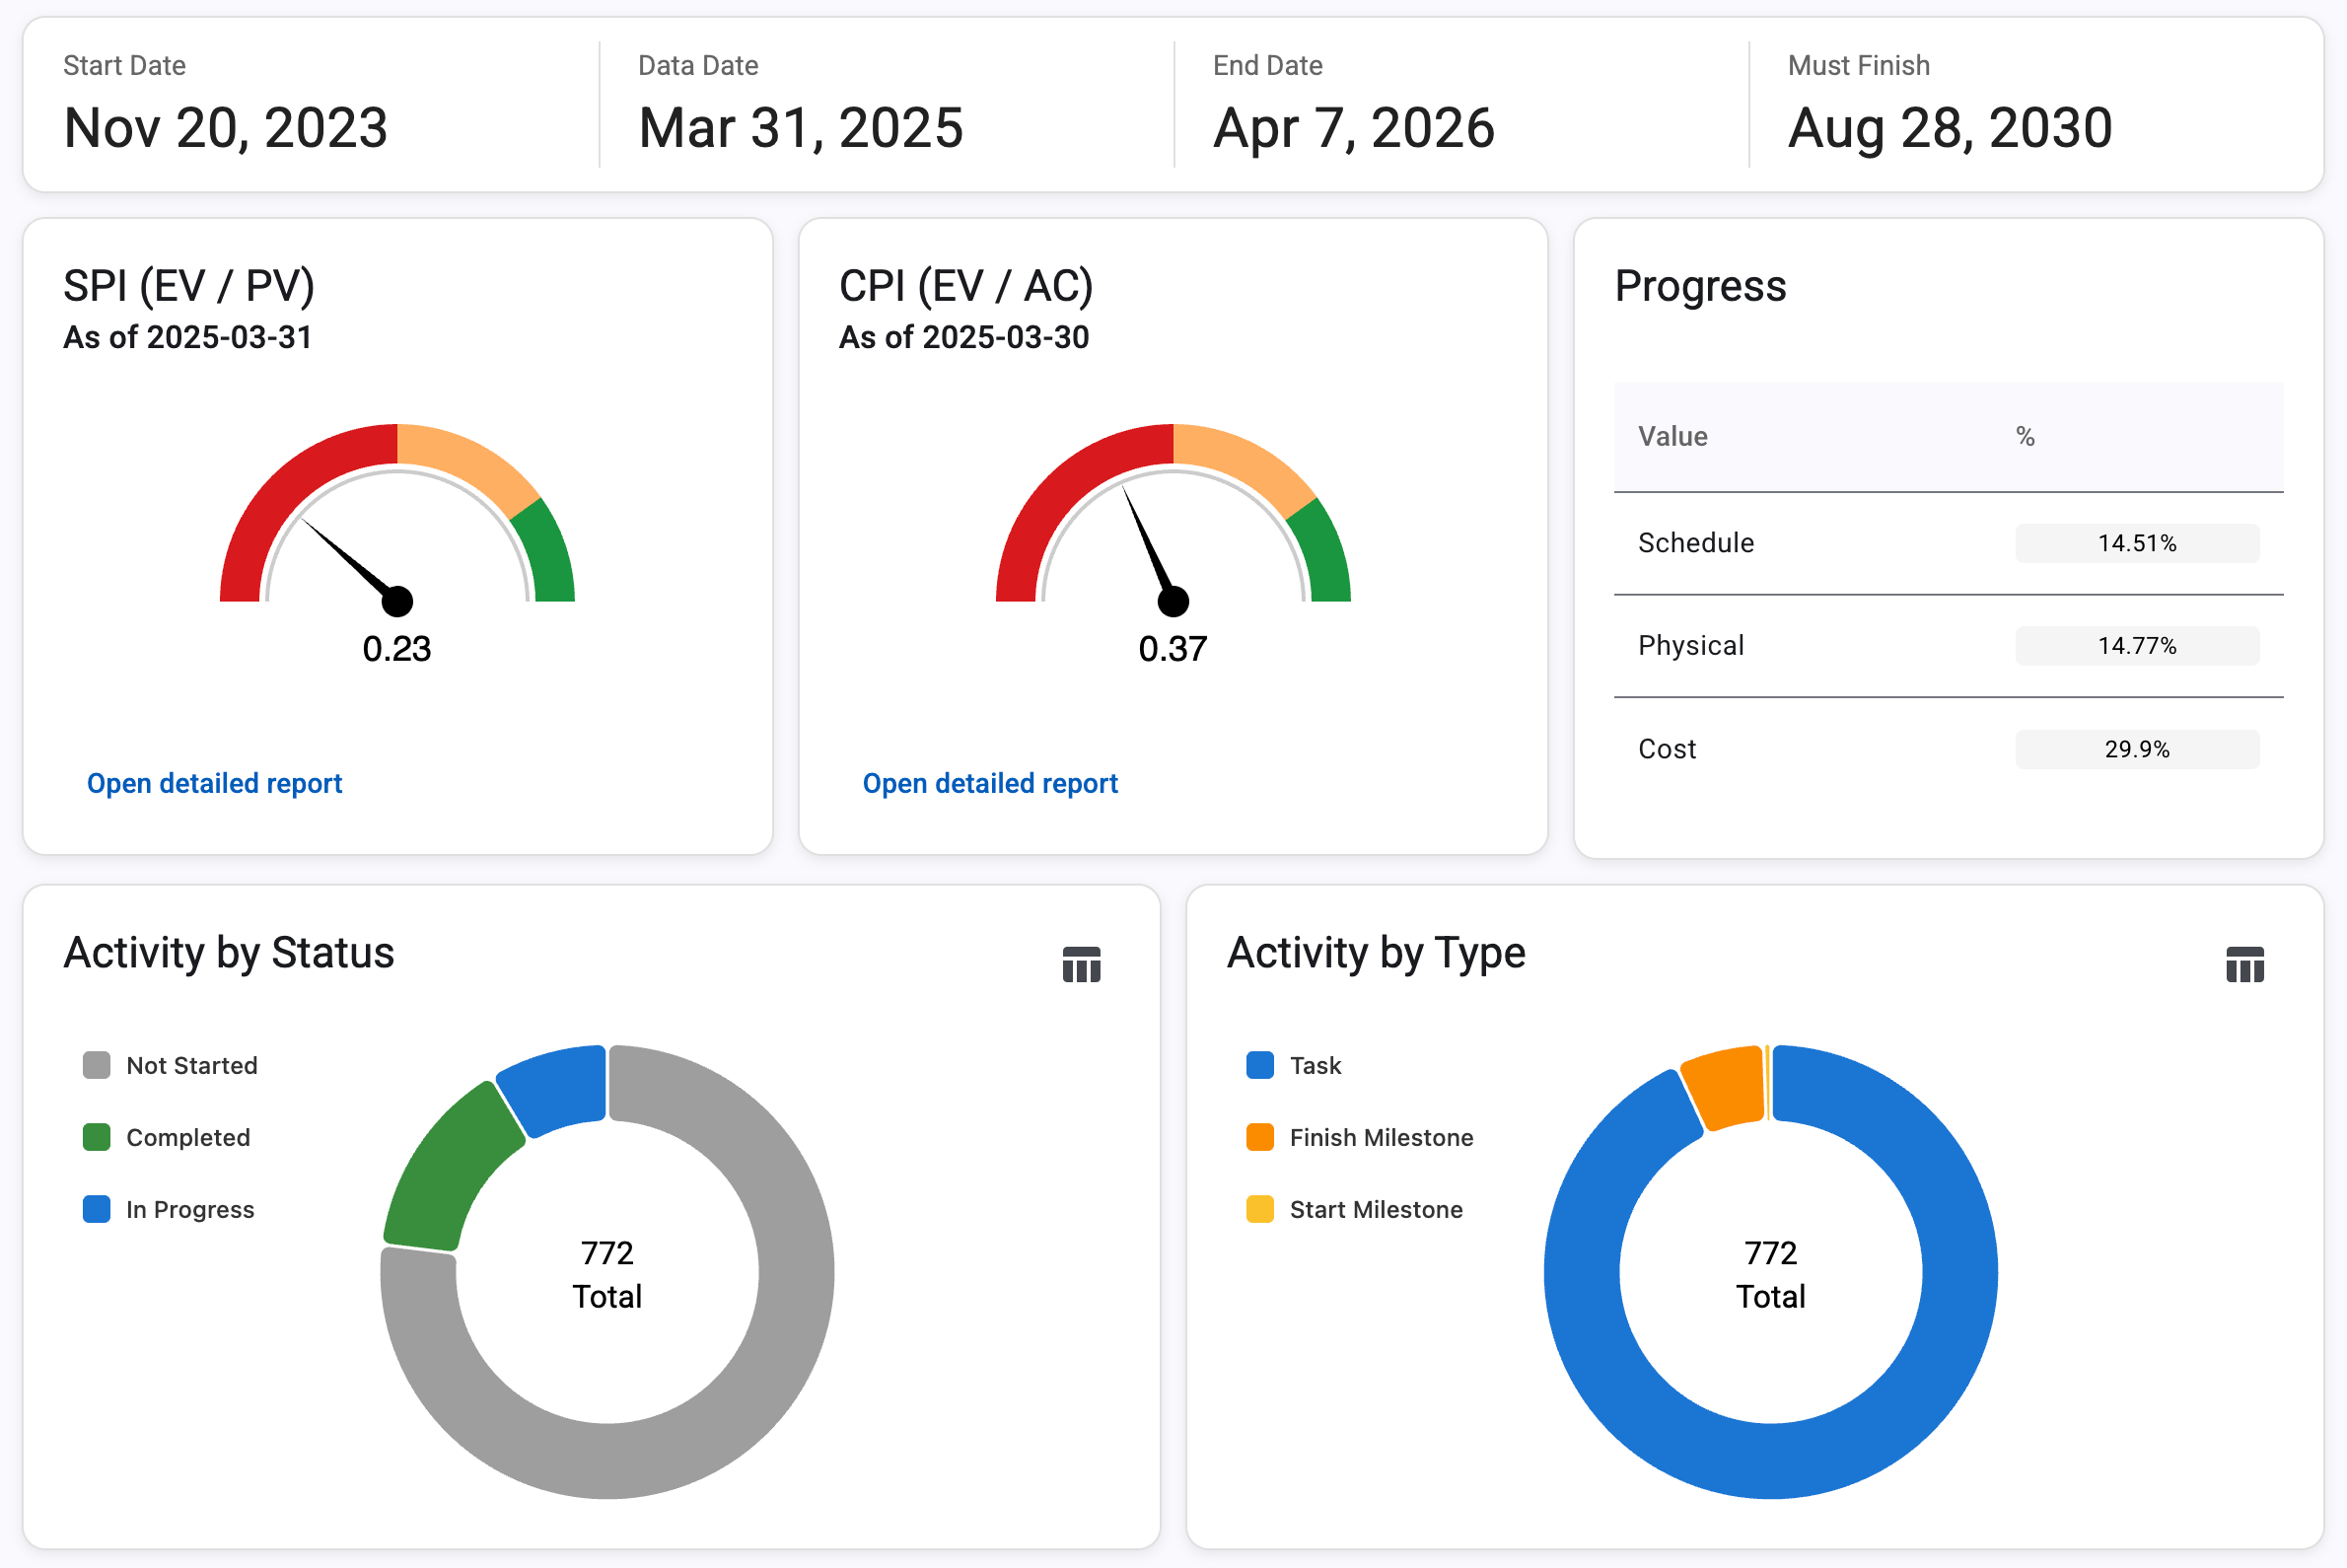 Start Date
Nov 20, 2023
Data Date
Mar 31, 2025
End Date
Apr 7, 2026
Must Finish
Aug 28, 2030
SPI (EV / PV)
As of 2025-03-31
0.23
Open detailed report
CPI (EV / AC)
As of 2025-03-30
0.37
Open detailed report
Progress
Value %
Schedule 14.51%
Physical 14.77%
Cost 29.9%
Activity by Status
Not Started
Completed
In Progress
772
Total
Activity by Type
Task
Finish Milestone
Start Milestone
772
Total